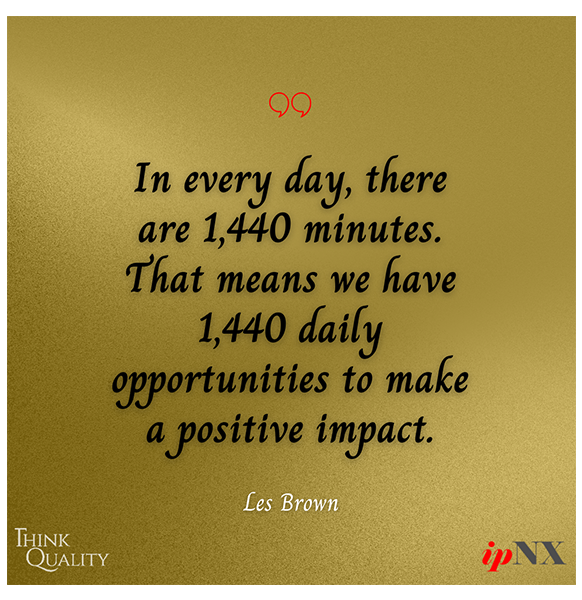 In every day, there
are 1,440 minutes.
That means we have
1,440 daily
opportunities to make
a positive impact.
Les Brown
THINK
QUALITY
ipNX